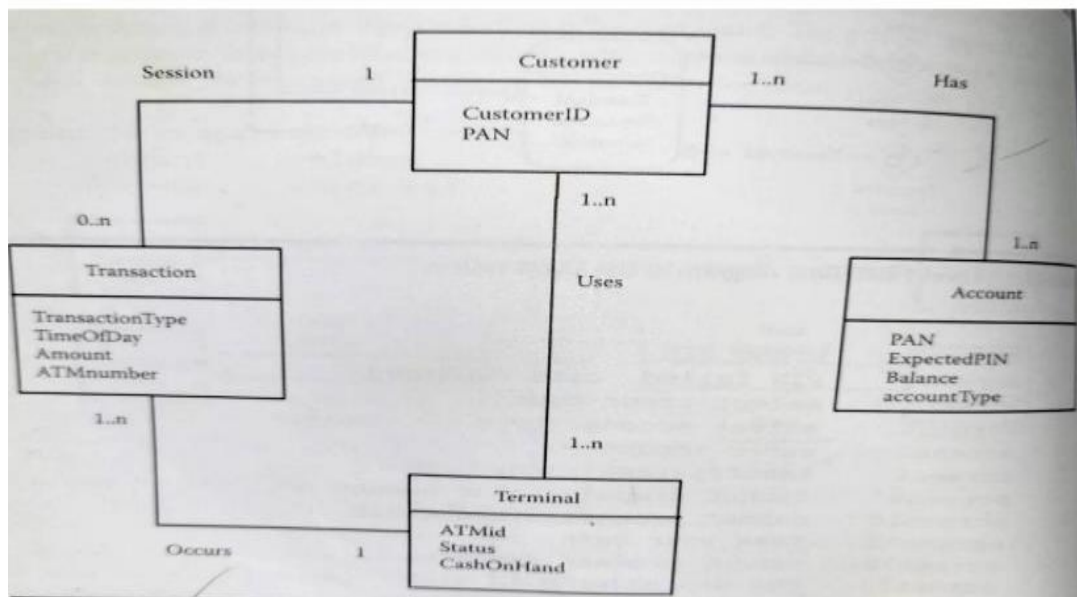 Customer
Session
1
1..n
Has
CustomerID
PAN
1..n
0..n
1..n
Transaction
Uses
Account
TransactionType
TimeOfDay
Amount
ATMnumber
PAN
ExpectedPIN
Balance
accountType
1..n
1..n
Terminal
ATMid
Status
CashOnHand
Occurs
1